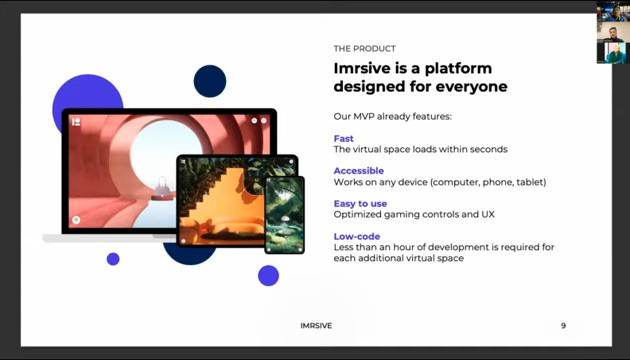 THE PRODUCT
Imrsive is a platform
designed for everyone
Our MVP already features:
Fast
The virtual space loads within seconds
Accessible
Works on any device (computer, phone, tablet)
Easy to use
Optimized gaming controls and UX
Low-code
Less than an hour of development is required for
each additional virtual space
IMRSIVE
9